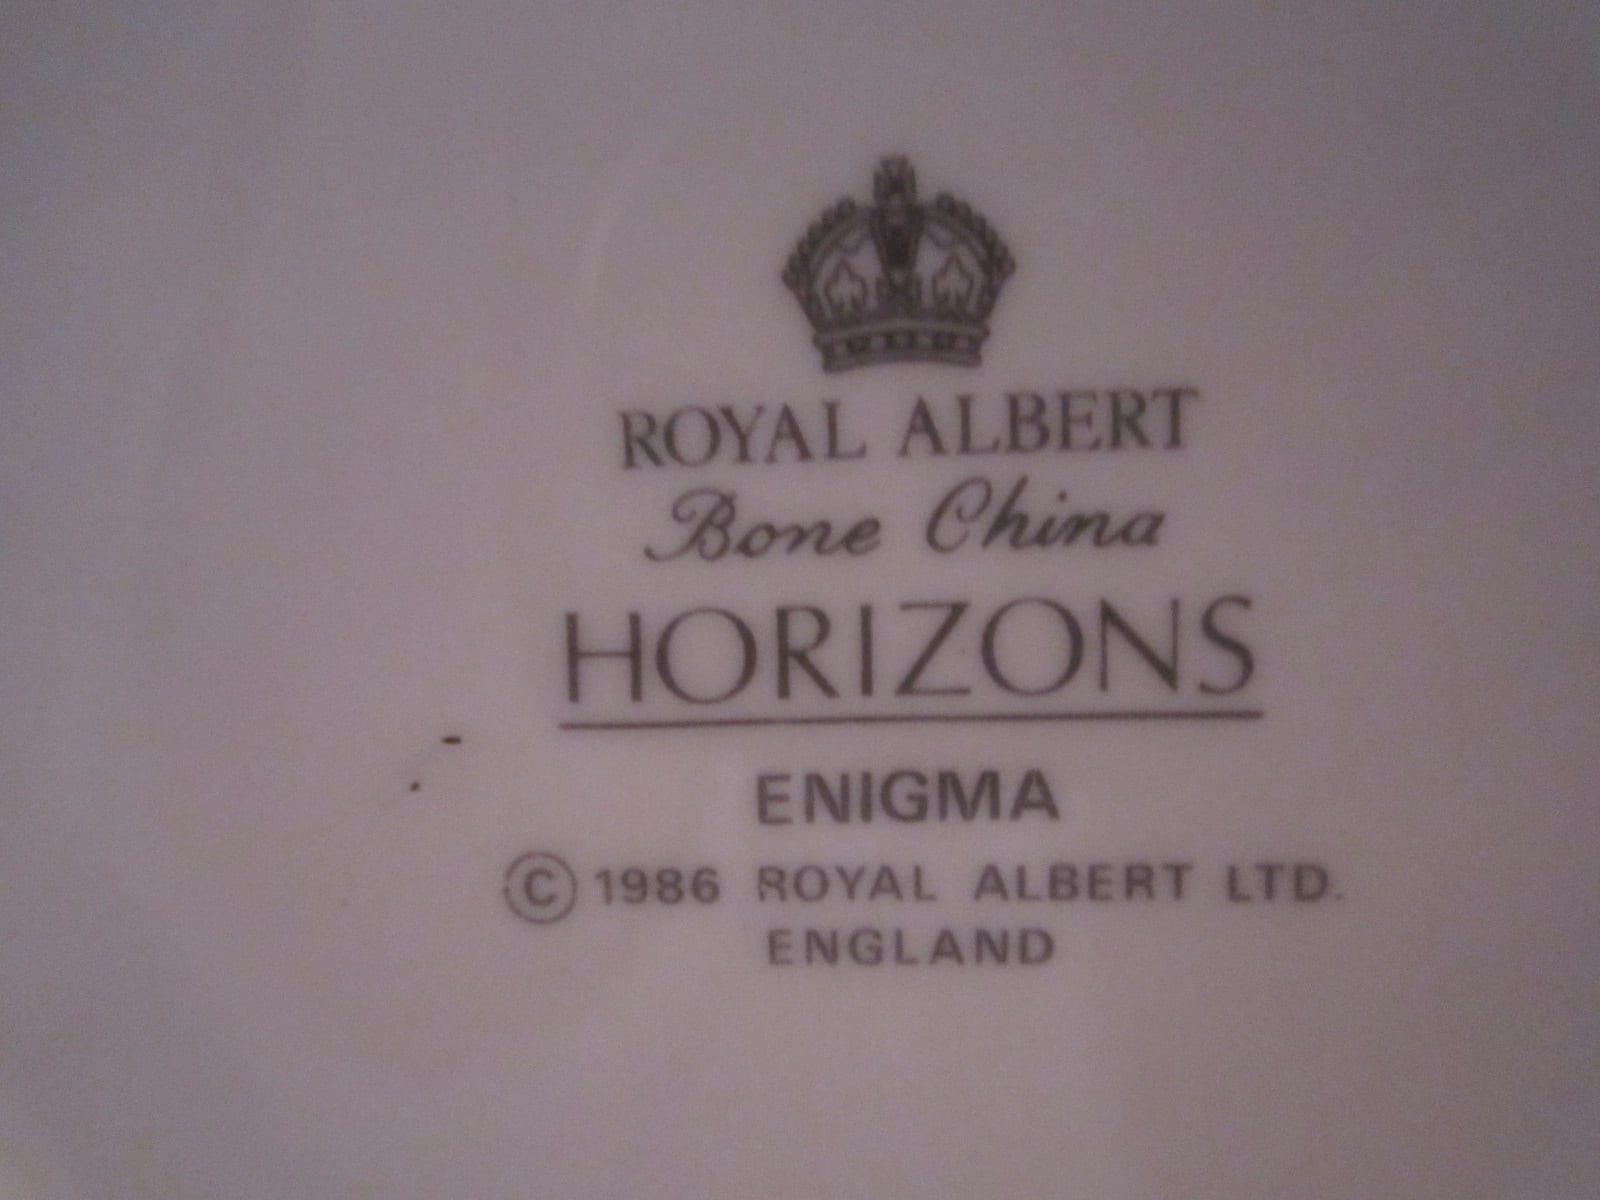 ROYAL ALBERT
Bone China
HORIZONS
ENIGMA
© 1986 ROYAL ALBERT LTD.
ENGLAND